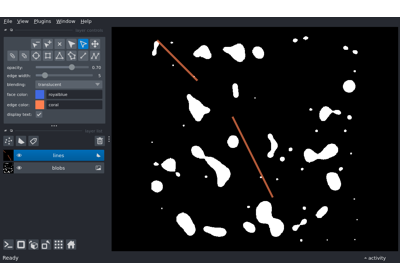 File View Plugins Window Help
opacity: 0.70
edge width: 5
blending: translucent
face color: royalblue
edge color: coral
display text: ✓
lines
blobs
Ready
activity